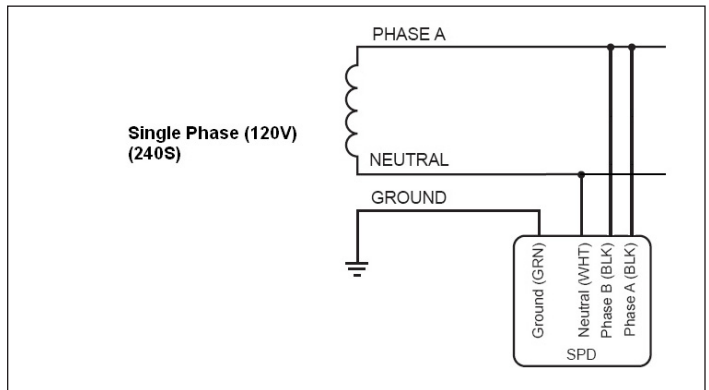 PHASE A
Single Phase (120V)
(240S)
NEUTRAL
GROUND
Ground (GRN)
Neutral (WHT)
Phase B (BLK)
Phase A (BLK)
SPD